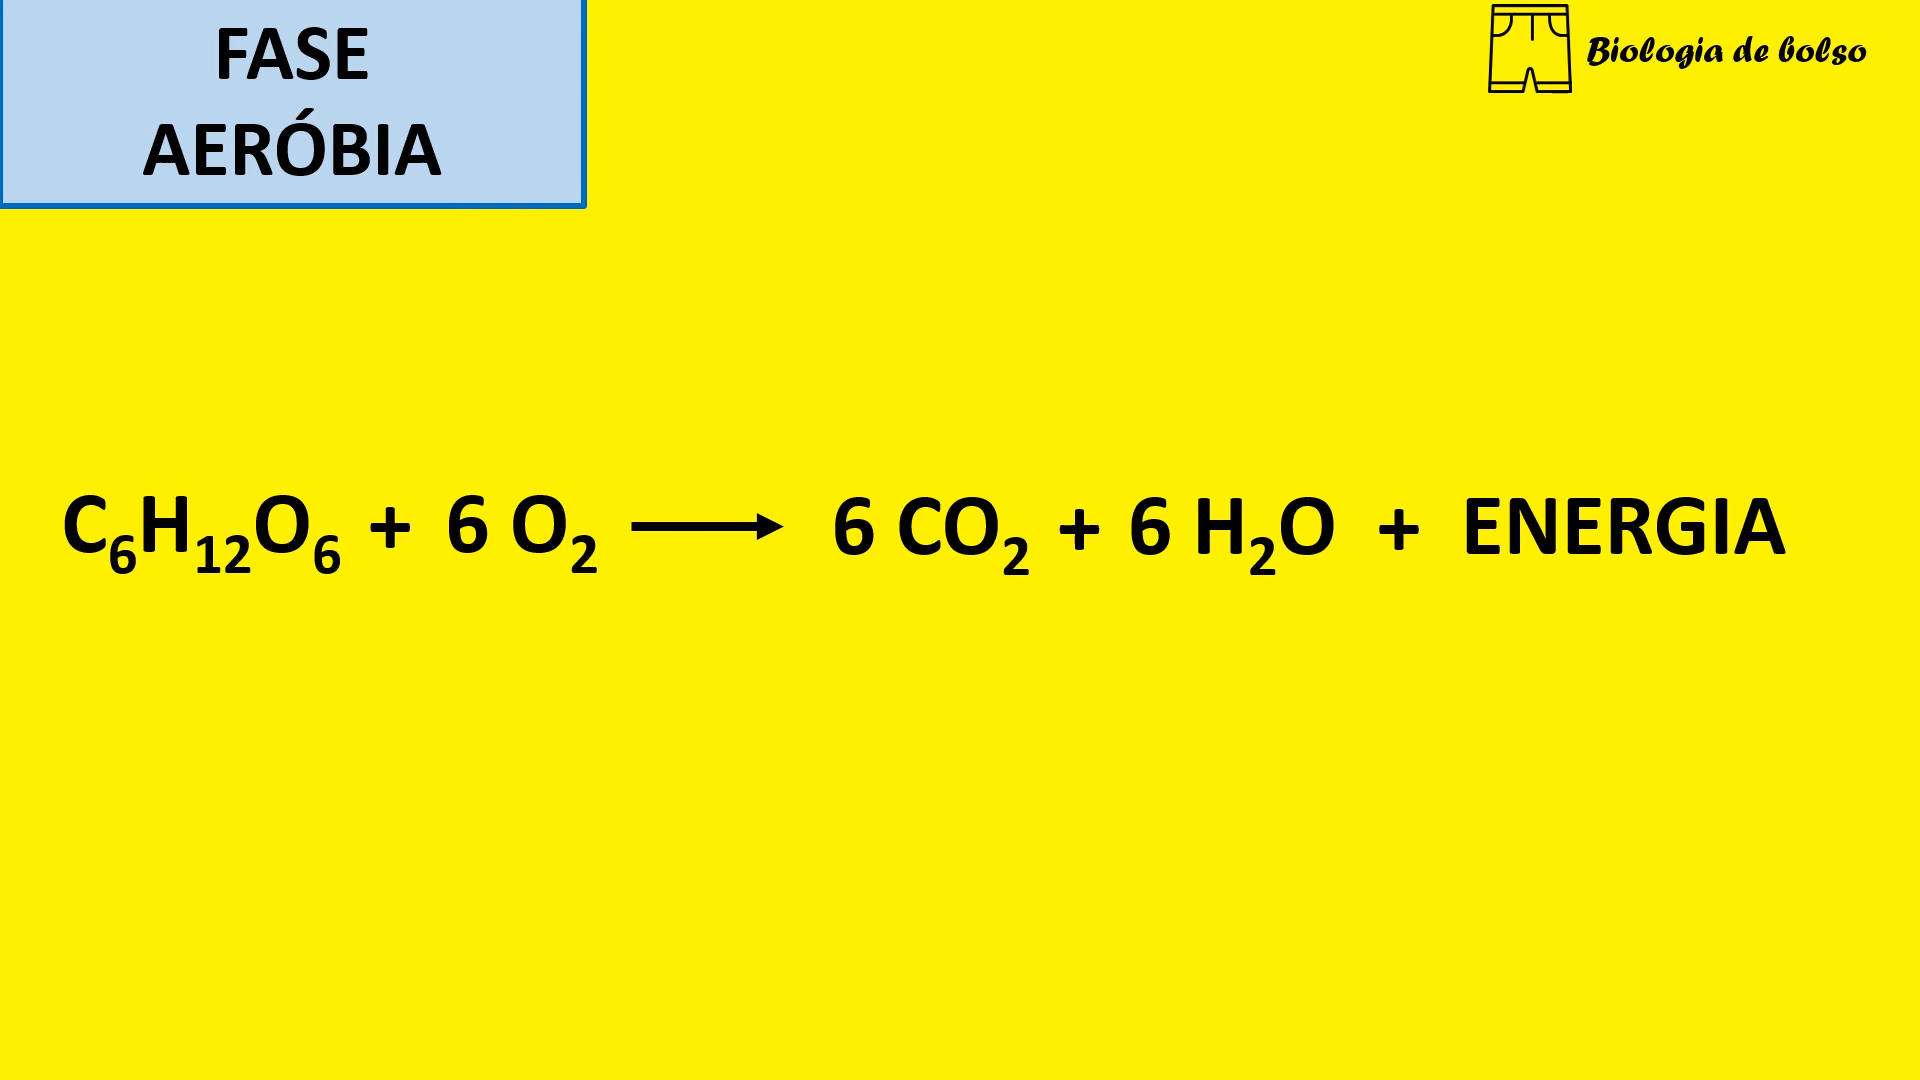 FASE
AERÓBIA
Biologia de bolso
C₆H₁₂O₆ + 6 O₂ → 6 CO₂ + 6 H₂O + ENERGIA